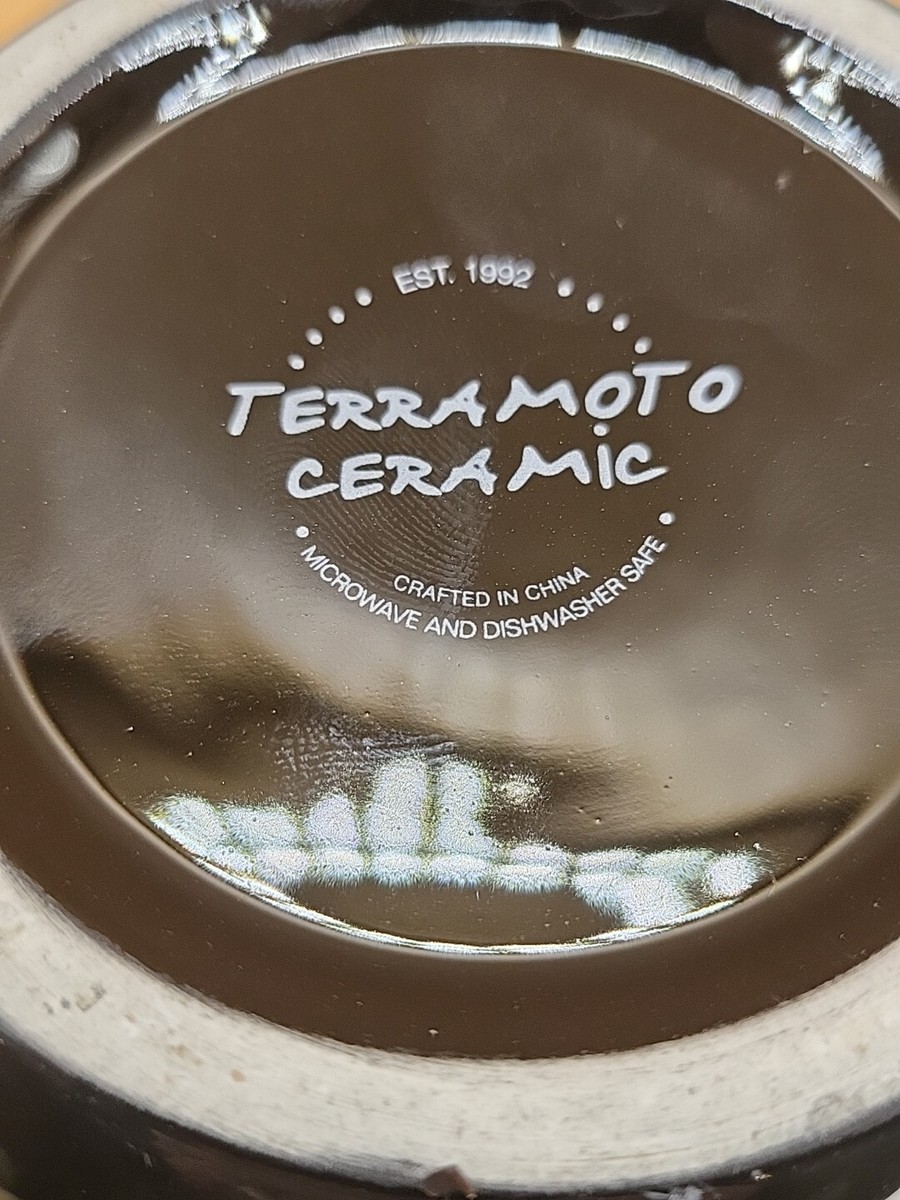 EST. 1992
TERRAMOTO
CERAMIC
CRAFTED IN CHINA
MICROWAVE AND DISHWASHER SAFE